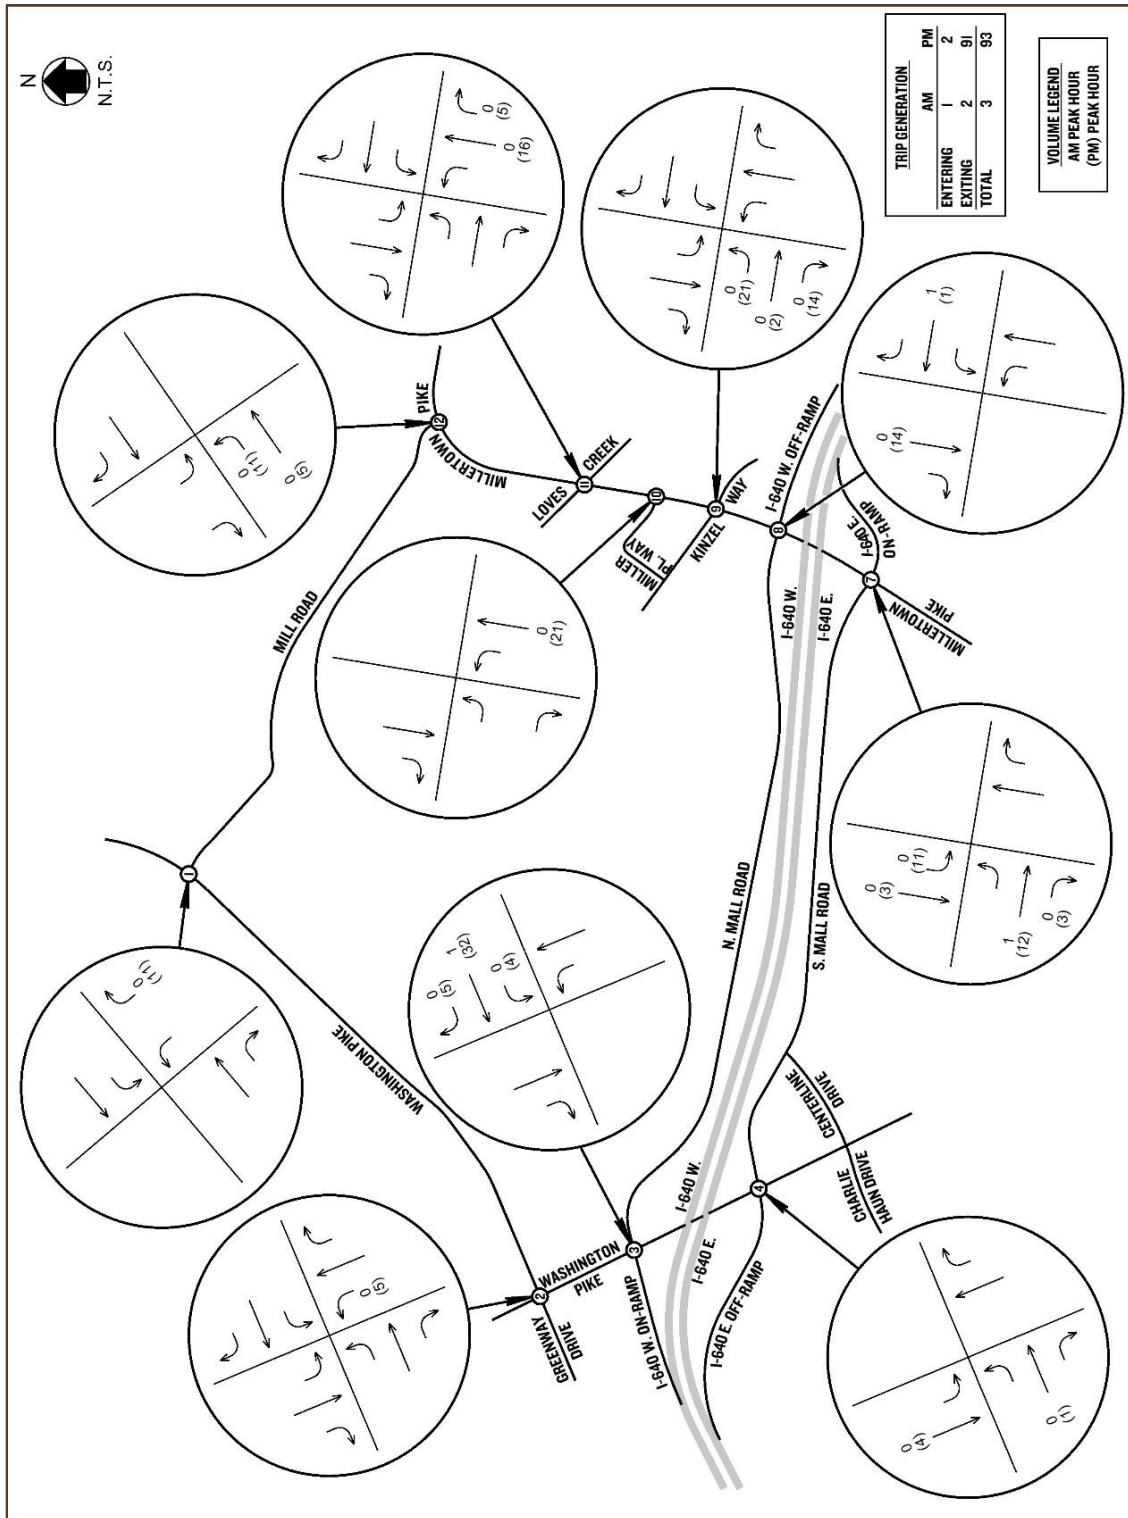 N
N.T.S.
TRIP GENERATION
AM PM
ENTERING 1 2
EXITING 2 91
TOTAL 3 93
VOLUME LEGEND
AM PEAK HOUR
(PM) PEAK HOUR
0
(11)
0
(5)
0
(16)
0
(5)
0
(21)
0
(21)
0
(2)
0
(14)
0
(14)
1
(1)
0
(3)
0
(11)
1
(12)
0
(3)
0
(11)
0
(5)
1
(32)
0
(4)
0
(5)
0
(4)
0
(1)
1
2
3
4
7
8
9
10
11
12
MILL ROAD
MILLERTOWN
PIKE
LOVES
CREEK
MILLER
PL. WAY
KINZEL
WAY
I-640 W. OFF-RAMP
I-640 E.
ON-RAMP
MILLERTOWN
PIKE
I-640 W.
I-640 E.
N. MALL ROAD
S. MALL ROAD
WASHINGTON PIKE
WASHINGTON
PIKE
GREENWAY
DRIVE
I-640 W. ON-RAMP
I-640 W.
I-640 E.
I-640 E. OFF-RAMP
CENTERLINE
DRIVE
CHARLIE
HAUN DRIVE